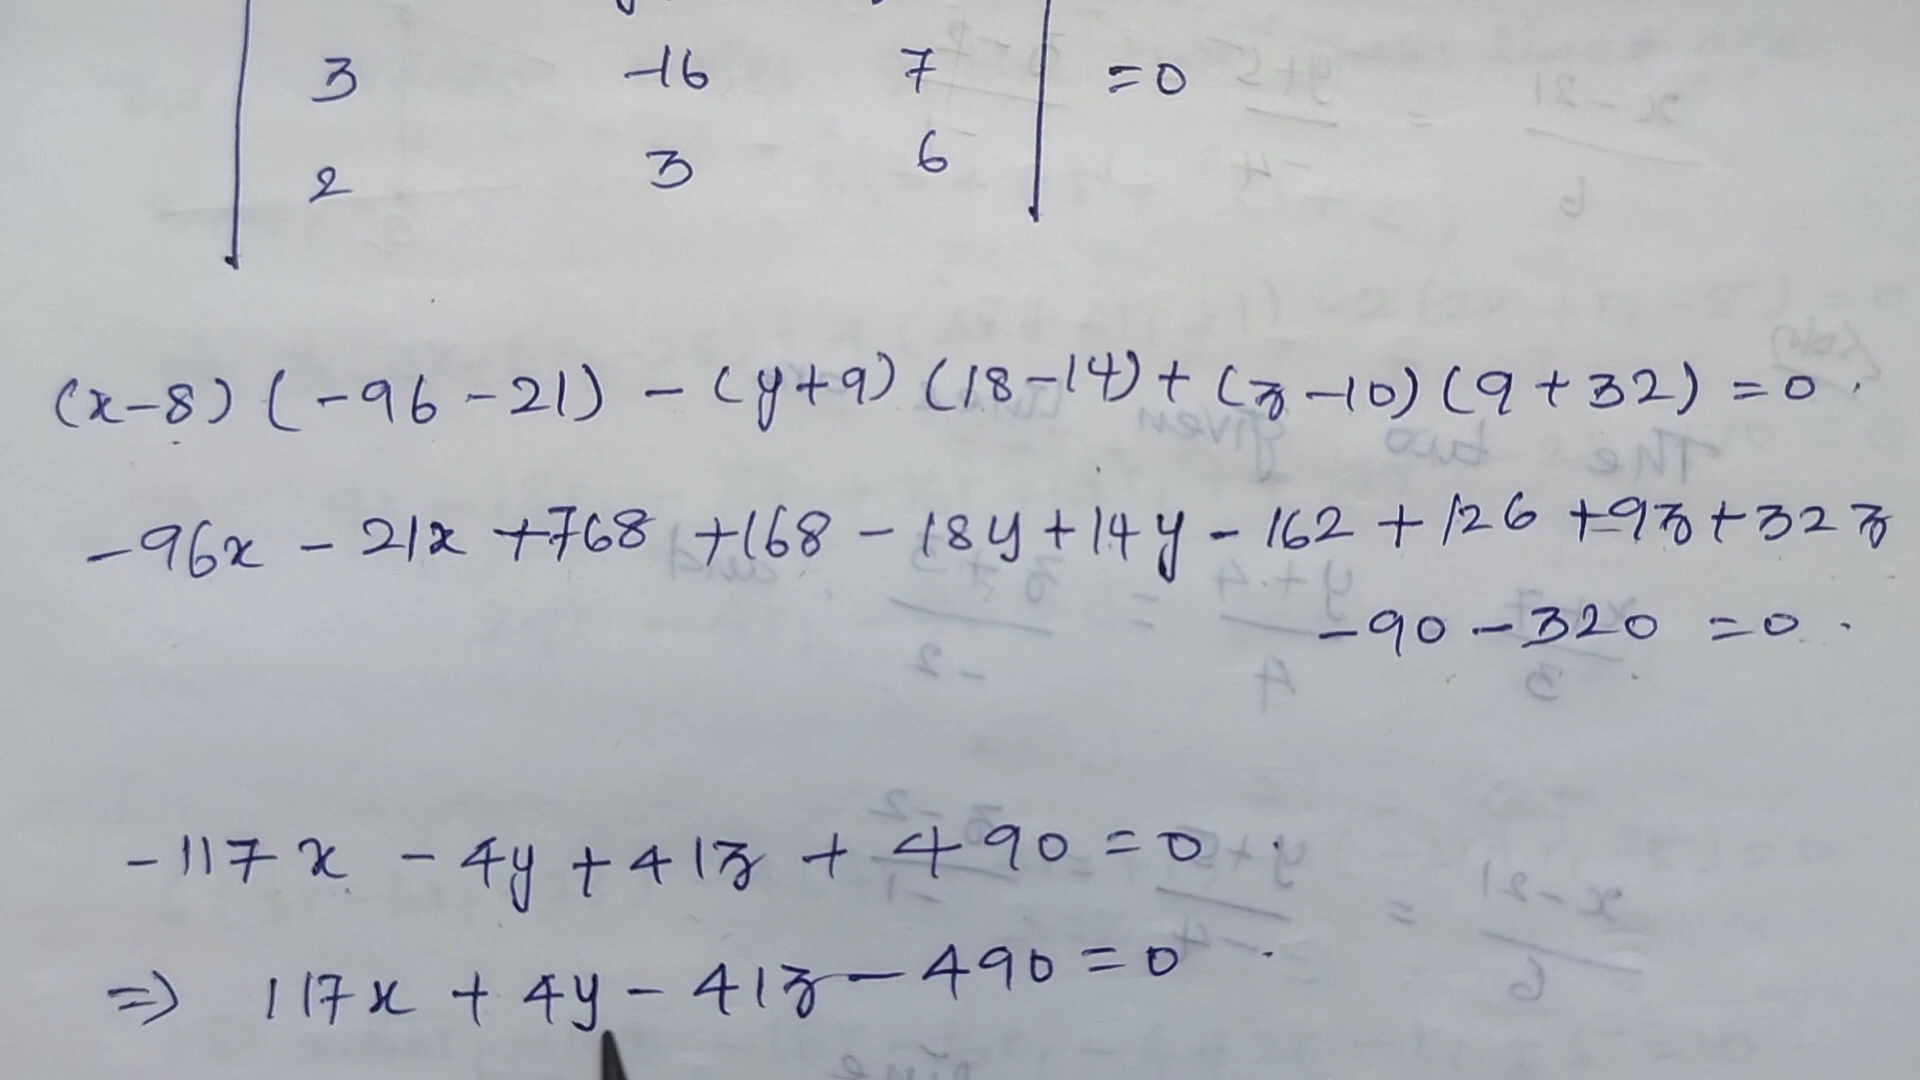 3 -16 7 =0
2 3 6
(x-8) (-96-21) - (y+9) (18-14) + (z-10) (9+32) =0.
-96x - 21x +768 +168 - 18y + 14y - 162 + 126 +9z + 32z
-90 - 320 =0.
-117x - 4y + 41z + 490 =0.
⇒ 117x + 4y - 41z - 490 =0.